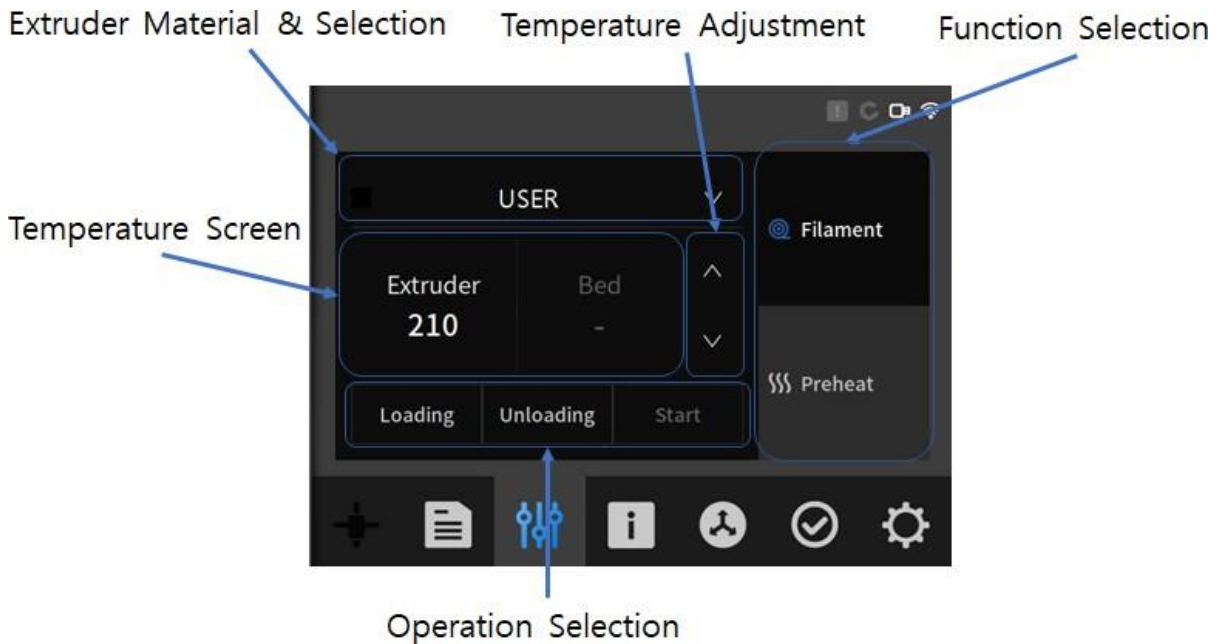 Extruder Material & Selection
Temperature Adjustment
Function Selection
USER
Temperature Screen
Filament
Extruder
Bed
210
-
Preheat
Loading
Unloading
Start
Operation Selection